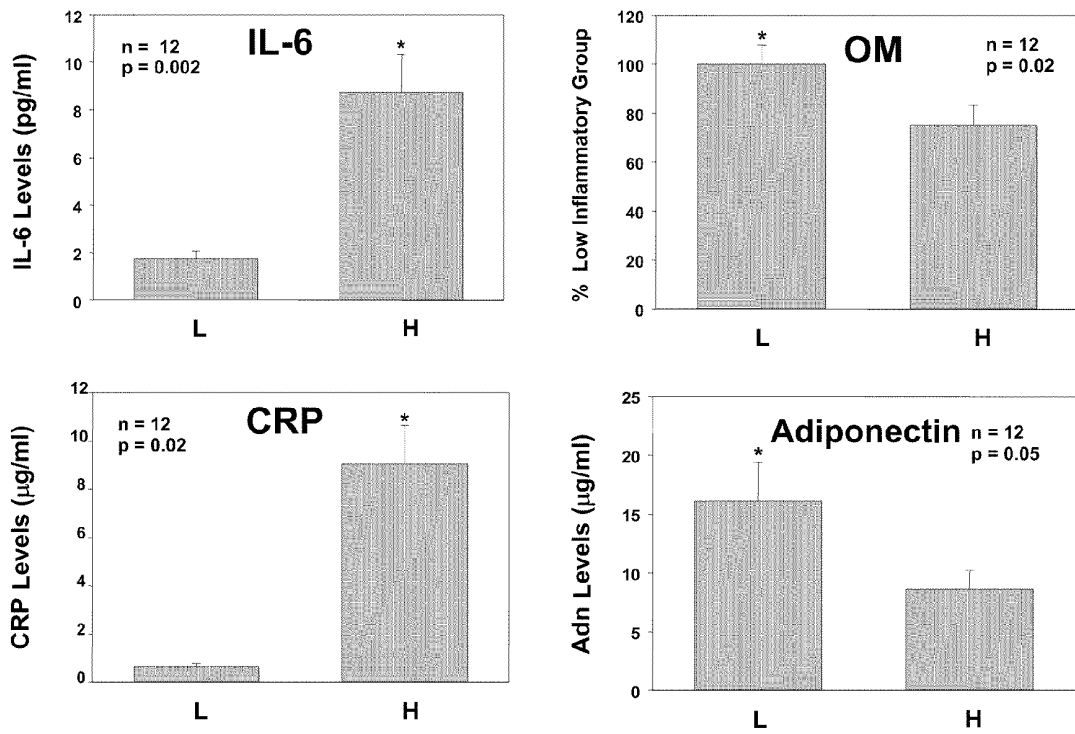 IL-6
n = 12
p = 0.002
*
IL-6 Levels (pg/ml)
12
10
8
6
4
2
0
L
H
OM
n = 12
p = 0.02
*
% Low Inflamatory Group
120
100
80
60
40
20
0
L
H
CRP
n = 12
p = 0.02
*
CRP Levels (μg/ml)
12
10
8
6
4
2
0
L
H
Adiponectin
n = 12
p = 0.05
*
Adn Levels (μg/ml)
25
20
15
10
5
0
L
H